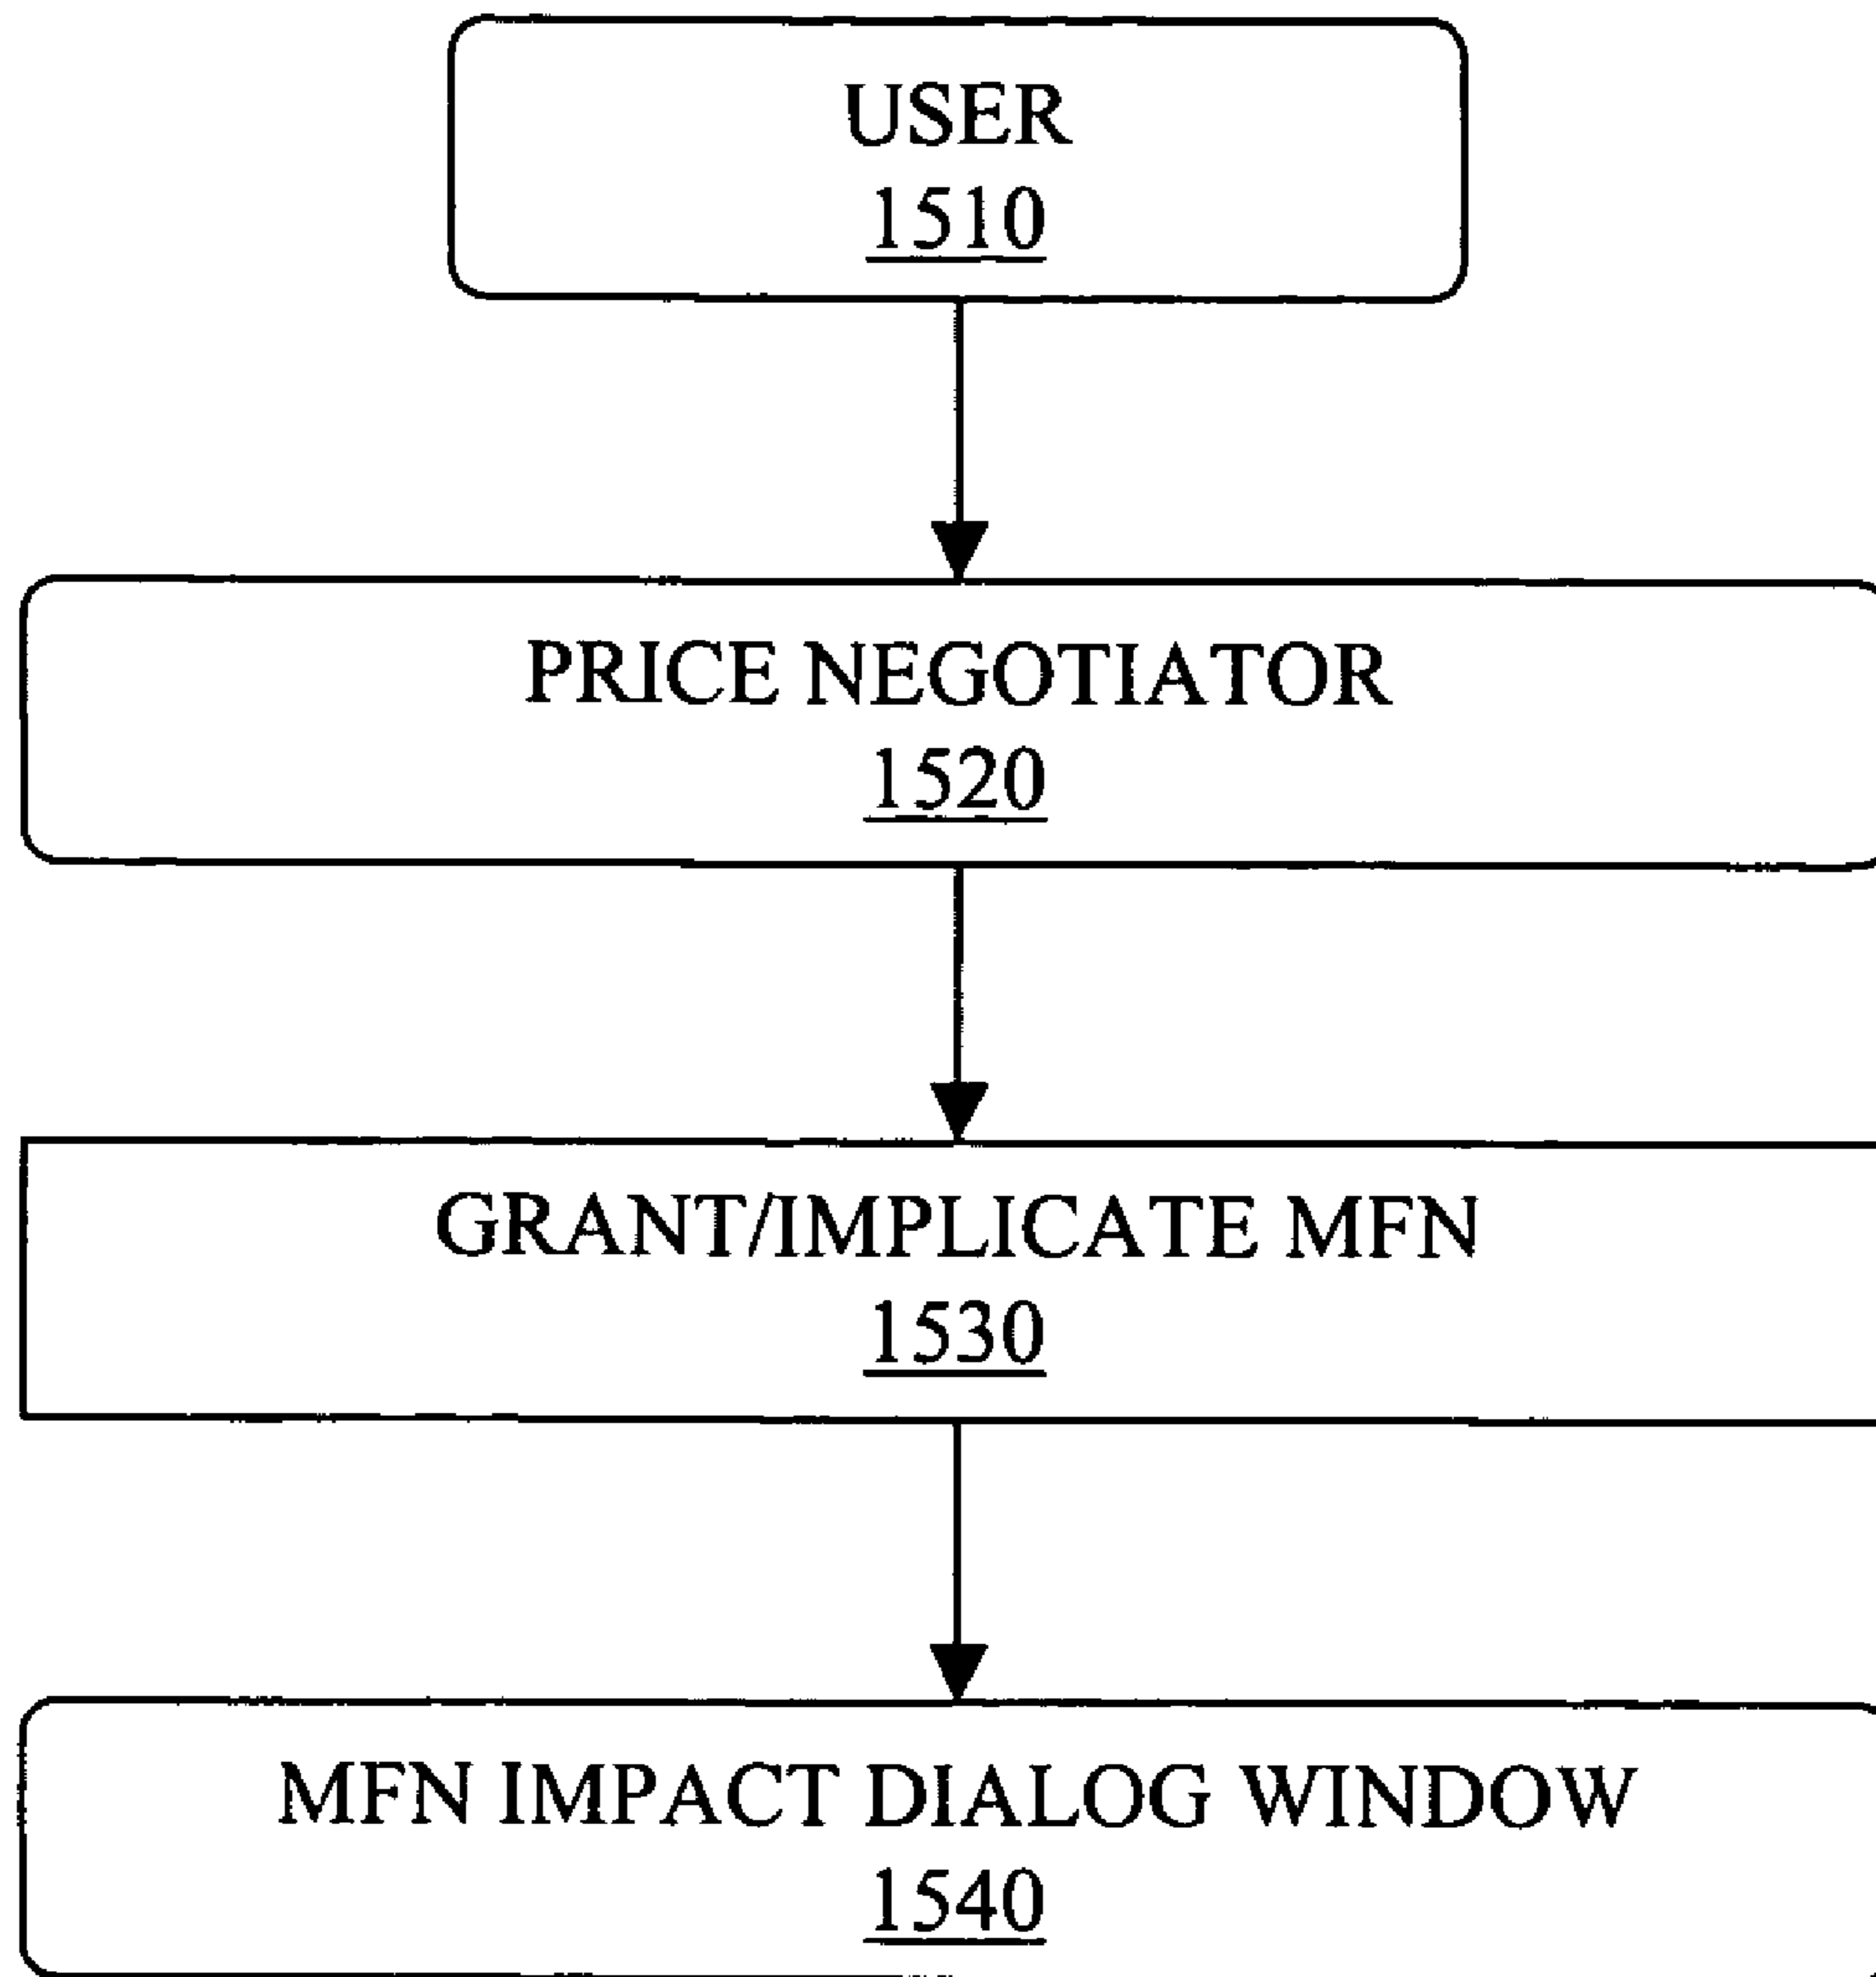 USER
1510
PRICE NEGOTIATOR
1520
GRANT/IMPLICATE MFN
1530
MFN IMPACT DIALOG WINDOW
1540